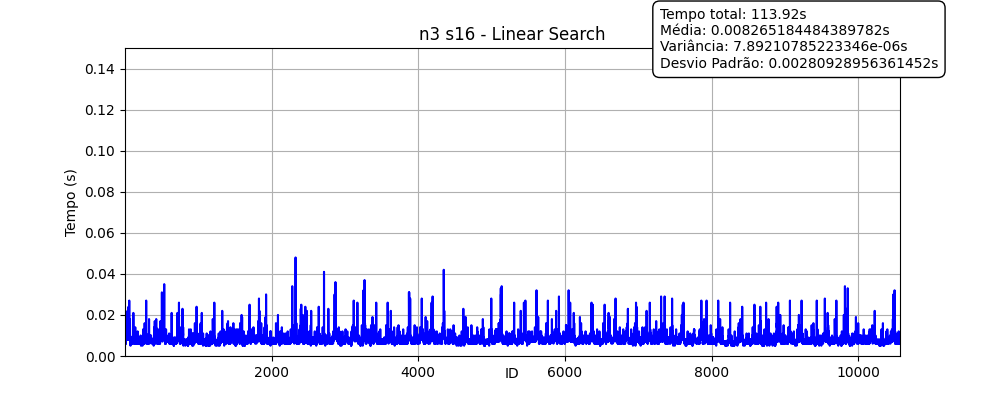 Tempo total: 113.92s
Média: 0.008265184484389782s
Variância: 7.89210785223346e-06s
Desvio Padrão: 0.00280928956361452s
n3 s16 - Linear Search
0.14
0.12
0.10
0.08
0.06
0.04
0.02
0.00
Tempo (s)
2000
4000
6000
8000
10000
ID